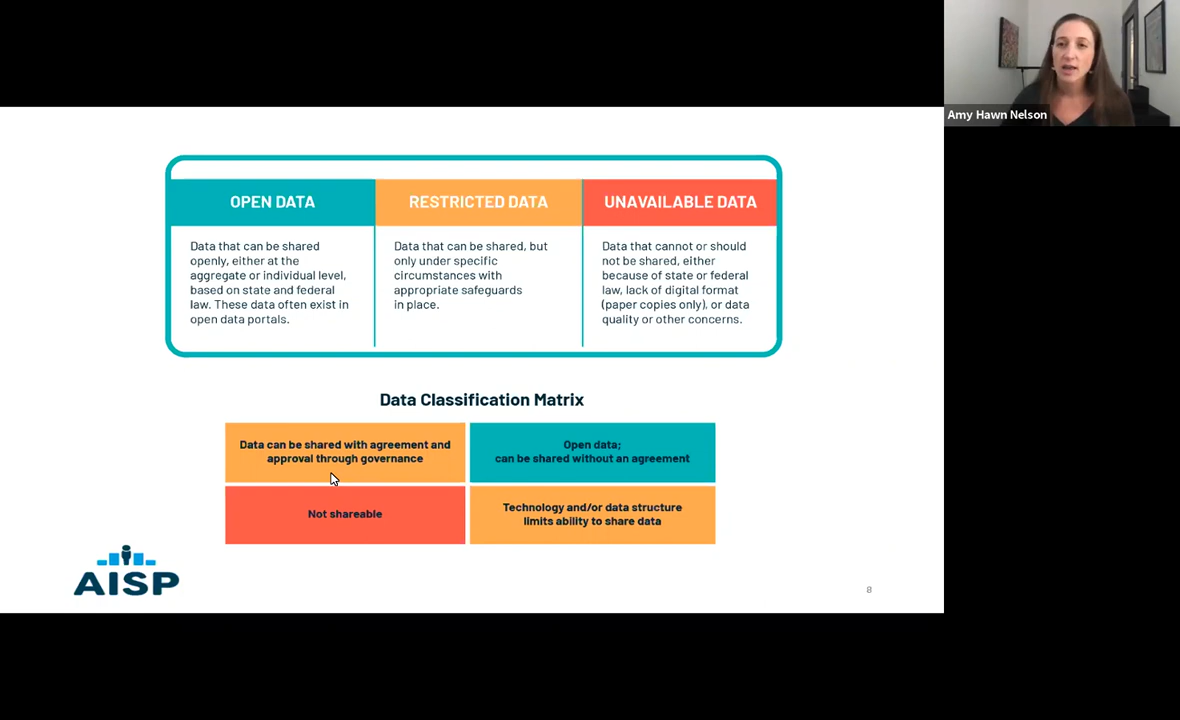 Amy Hawn Nelson
OPEN DATA
RESTRICTED DATA
UNAVAILABLE DATA
Data that can be shared
openly, either at the
aggregate or individual level,
based on state and federal
law. These data often exist in
open data portals.
Data that can be shared, but
only under specific
circumstances with
appropriate safeguards
in place.
Data that cannot or should
not be shared, either
because of state or federal
law, lack of digital format
(paper copies only), or data
quality or other concerns.
Data Classification Matrix
Data can be shared with agreement and
approval through governance
Open data;
can be shared without an agreement
Not shareable
Technology and/or data structure
limits ability to share data
AISP
8